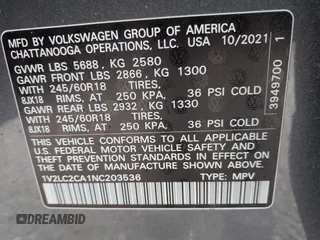 MFD BY VOLKSWAGEN GROUP OF AMERICA
CHATTANOOGA OPERATIONS, LLC. USA 10/2021
GVWR LBS 5688, KG 2580
GAWR FRONT LBS 2866, KG 1300
WITH 245/60R18 TIRES,
8JX18 RIMS, AT 250 KPA, 36 PSI COLD
GAWR REAR LBS 2932, KG 1330
WITH 245/60R18 TIRES,
8JX18 RIMS, AT 250 KPA, 36 PSI COLD
THIS VEHICLE CONFORMS TO ALL APPLICABLE
U.S. FEDERAL MOTOR VEHICLE SAFETY AND
THEFT PREVENTION STANDARDS IN EFFECT ON
THE DATE OF MANUFACTURE SHOWN ABOVE.
1V2LC2CA1NC203536 TYPE: MPV
3949700 1
DREAMBID